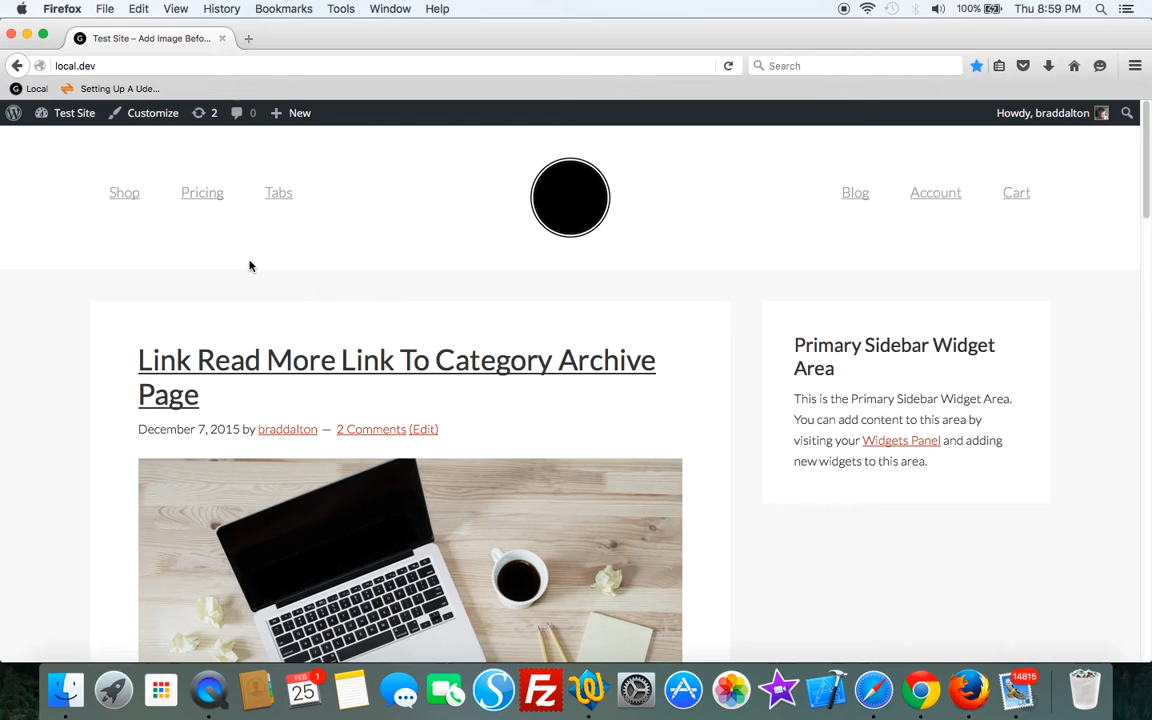 Firefox File Edit View History Bookmarks Tools Window Help 100% Thu 8:59 PM
G Test Site – Add Image Befo...
local.dev Search
G Local Setting Up A Ude...
Test Site Customize 2 0 New Howdy, braddalton
Shop Pricing Tabs Blog Account Cart
Link Read More Link To Category Archive
Page
December 7, 2015 by braddalton — 2 Comments (Edit)
Primary Sidebar Widget
Area
This is the Primary Sidebar Widget Area.
You can add content to this area by
visiting your Widgets Panel and adding
new widgets to this area.
FEB 1 14815
25